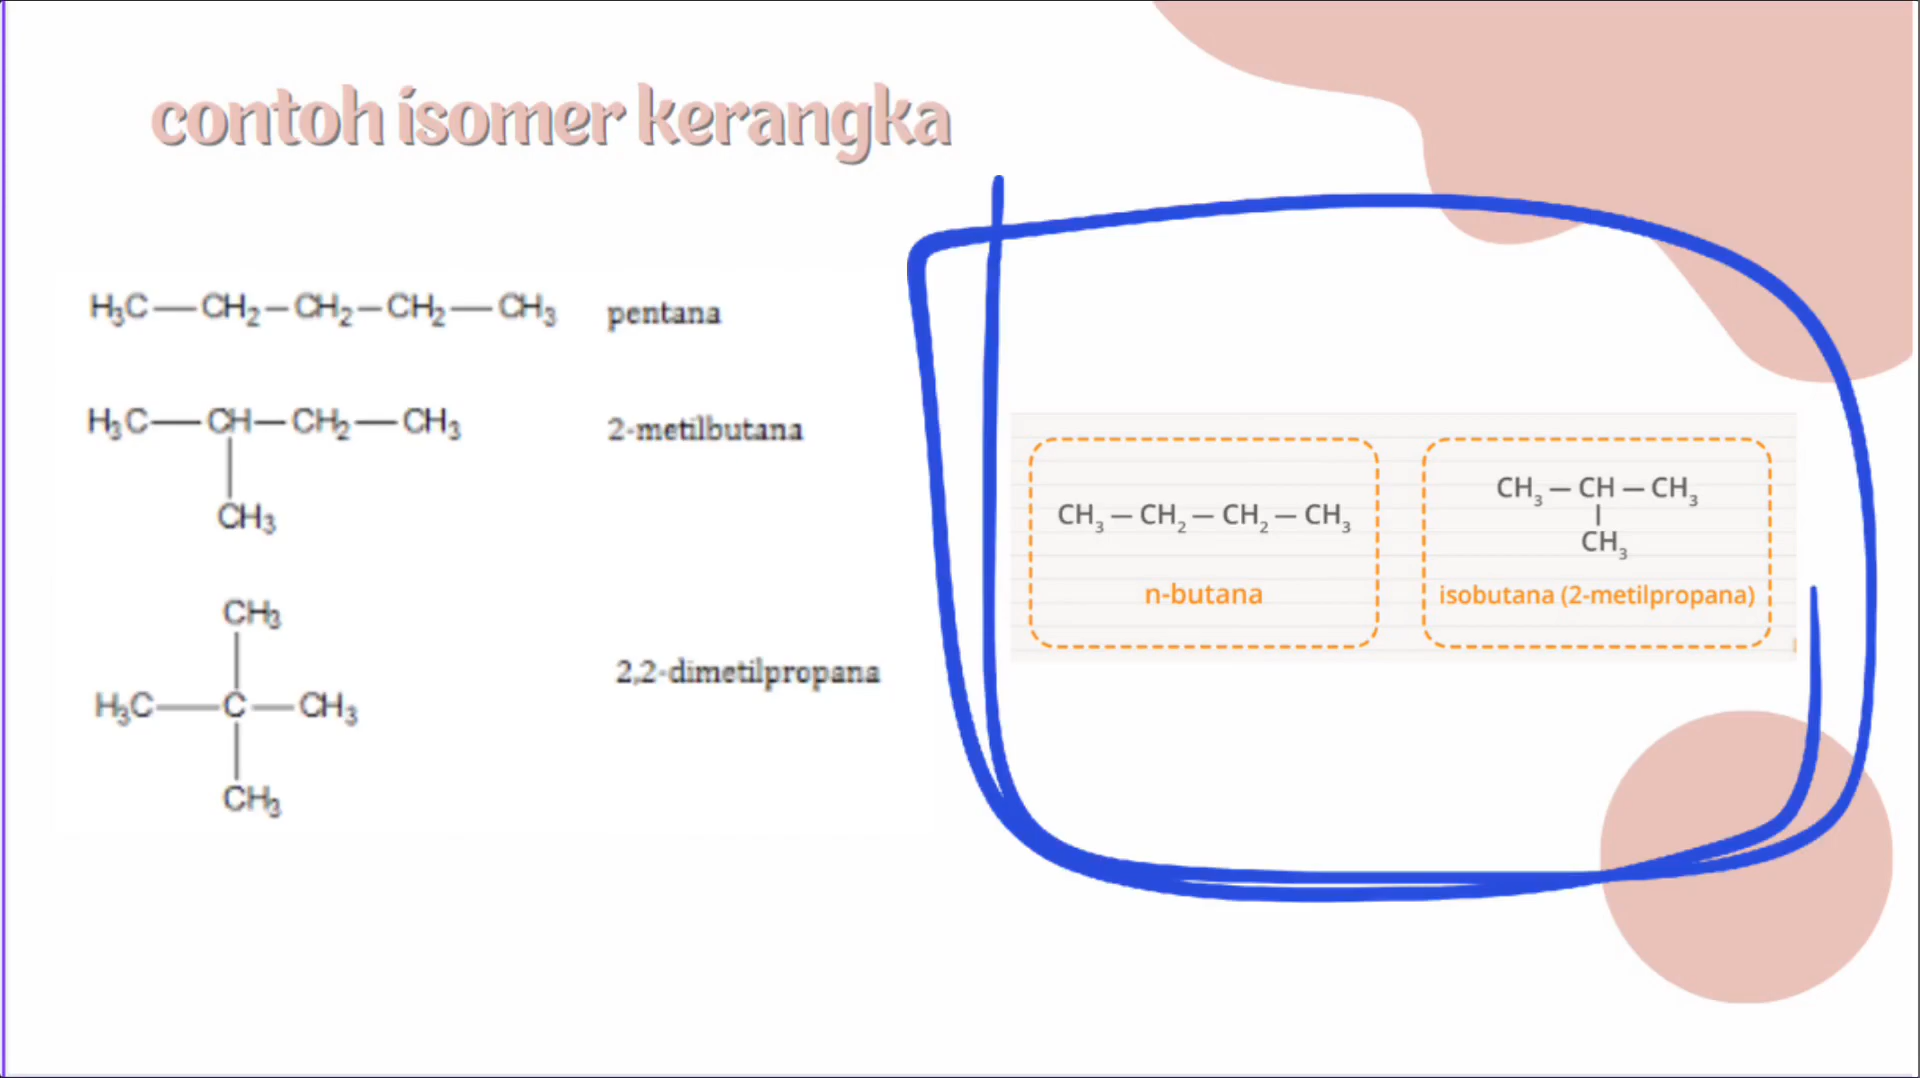 contoh isomer kerangka
H₃C—CH₂—CH₂—CH₂—CH₃ pentana
H₃C—CH—CH₂—CH₃ 2-metilbutana
CH₃
CH₃
H₃C—C—CH₃ 2,2-dimetilpropana
CH₃
CH₃ — CH₂ — CH₂ — CH₃
n-butana
CH₃ — CH — CH₃
CH₃
isobutana (2-metilpropana)